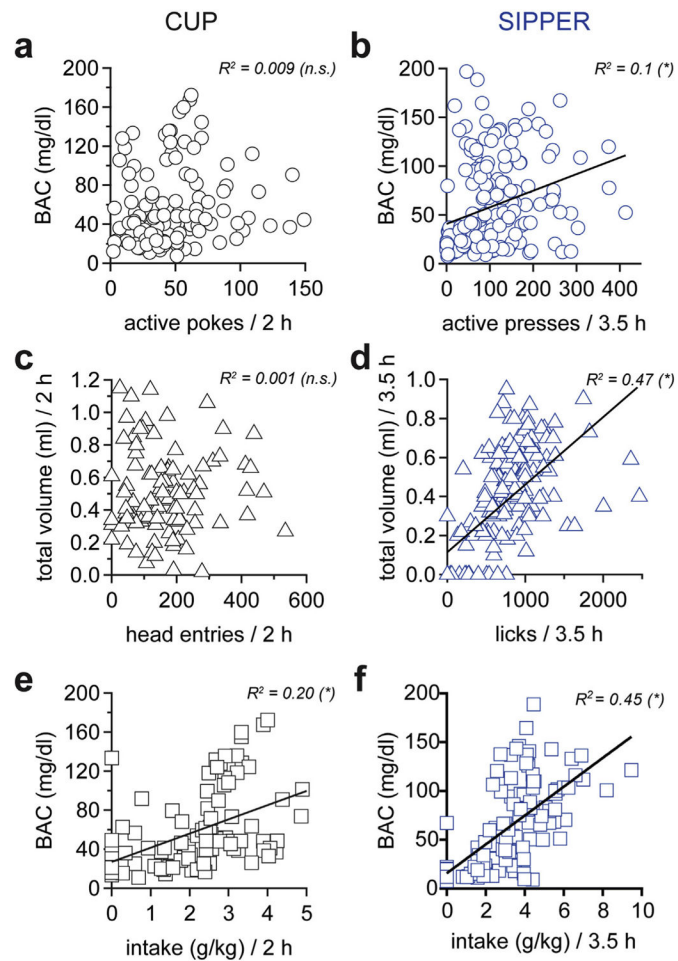 CUP SIPPER
a b
R² = 0.009 (n.s.) R² = 0.1 (*)
BAC (mg/dl)
200
160
120
80
40
0
0 50 100 150
active pokes / 2 h
BAC (mg/dl)
200
150
100
50
0
0 100 200 300 400
active presses / 3.5 h
c d
R² = 0.001 (n.s.) R² = 0.47 (*)
total volume (ml) / 2 h
1.2
1.0
0.8
0.6
0.4
0.2
0.0
0 200 400 600
head entries / 2 h
total volume (ml) / 3.5 h
1.0
0.8
0.6
0.4
0.2
0.0
0 1000 2000
licks / 3.5 h
e f
R² = 0.20 (*) R² = 0.45 (*)
BAC (mg/dl)
200
160
120
80
40
0
0 1 2 3 4 5
intake (g/kg) / 2 h
BAC (mg/dl)
200
150
100
50
0
0 2 4 6 8 10
intake (g/kg) / 3.5 h